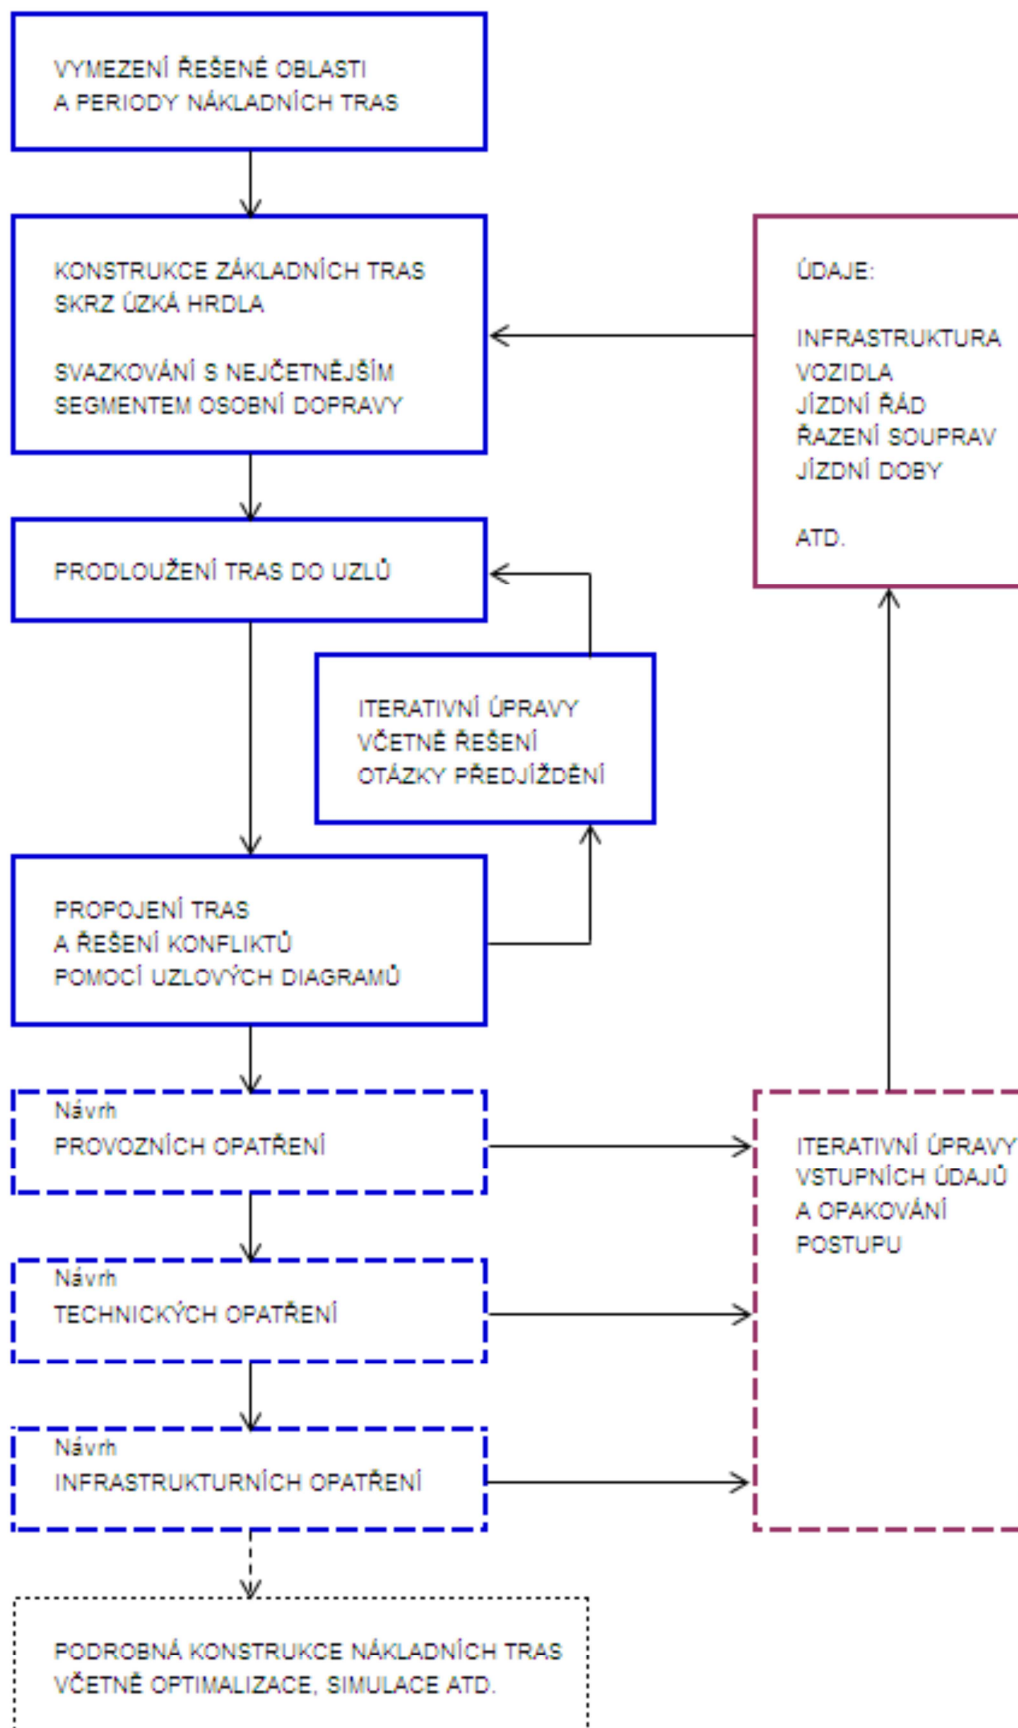 VYMEZENÍ ŘEŠENÉ OBLASTI
A PERIODY NÁKLADNÍCH TRAS
KONSTRUKCE ZÁKLADNÍCH TRAS
SKRZ ÚZKÁ HRDLA
SVAZKOVÁNÍ S NEJČETNĚJŠÍM
SEGMENTEM OSOBNÍ DOPRAVY
ÚDAJE:
INFRASTRUKTURA
VOZIDLA
JÍZDNÍ ŘÁD
ŘAZENÍ SOUPRAV
JÍZDNÍ DOBY
ATD.
PRODLOUŽENÍ TRAS DO UZLŮ
ITERATIVNÍ ÚPRAVY
VČETNĚ ŘEŠENÍ
OTÁZKY PŘEDJÍŽDĚNÍ
PROPOJENÍ TRAS
A ŘEŠENÍ KONFLIKTŮ
POMOCÍ UZLOVÝCH DIAGRAMŮ
Návrh
PROVOZNÍCH OPATŘENÍ
ITERATIVNÍ ÚPRAVY
VSTUPNÍCH ÚDAJŮ
A OPAKOVÁNÍ
POSTUPU
Návrh
TECHNICKÝCH OPATŘENÍ
Návrh
INFRASTRUKTURNÍCH OPATŘENÍ
PODROBNÁ KONSTRUKCE NÁKLADNÍCH TRAS
VČETNĚ OPTIMALIZACE, SIMULACE ATD.